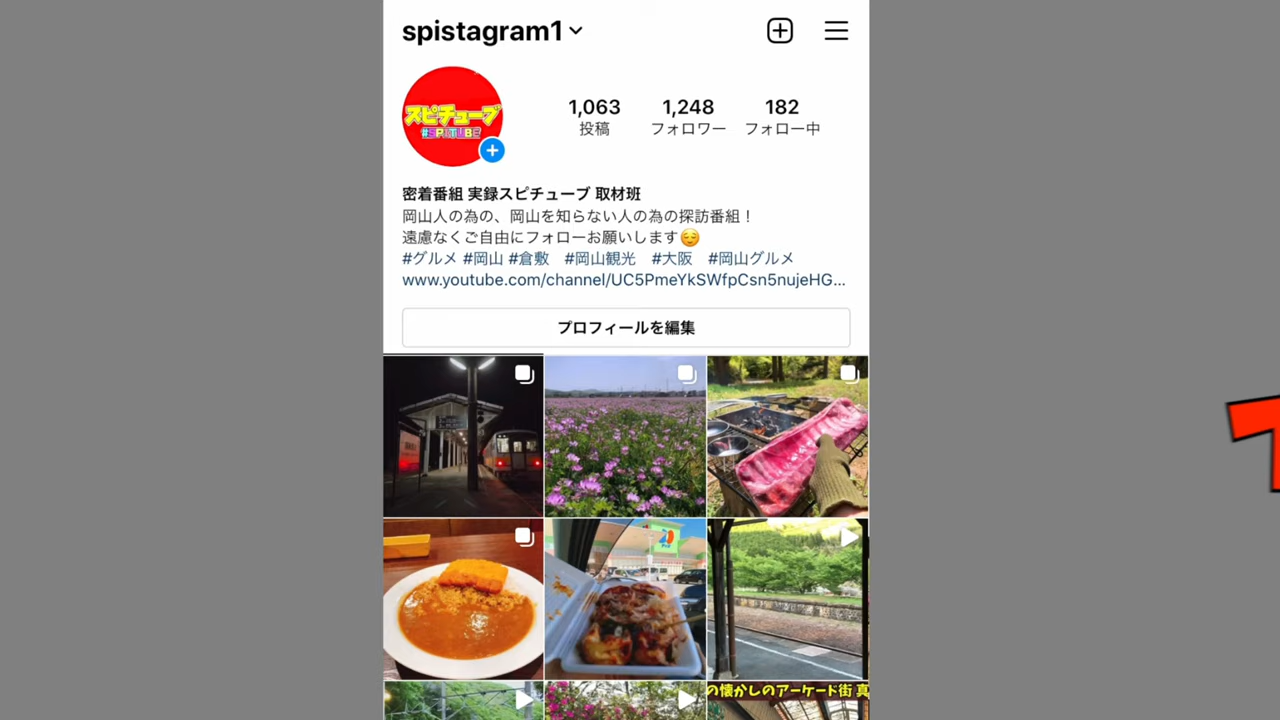 spistagram1
スピチューブ
#SPITUBE
1,063
投稿
1,248
フォロワー
182
フォロー中
密着番組 実録スピチューブ 取材班
岡山人の為の、岡山を知らない人の為の探訪番組！
遠慮なくご自由にフォローお願いします😌
#グルメ #岡山 #倉敷　#岡山観光　#大阪　#岡山グルメ
www.youtube.com/channel/UC5PmeYkSWfpCsn5nujeHG...
プロフィールを編集
の懐かしのアーケード街 真